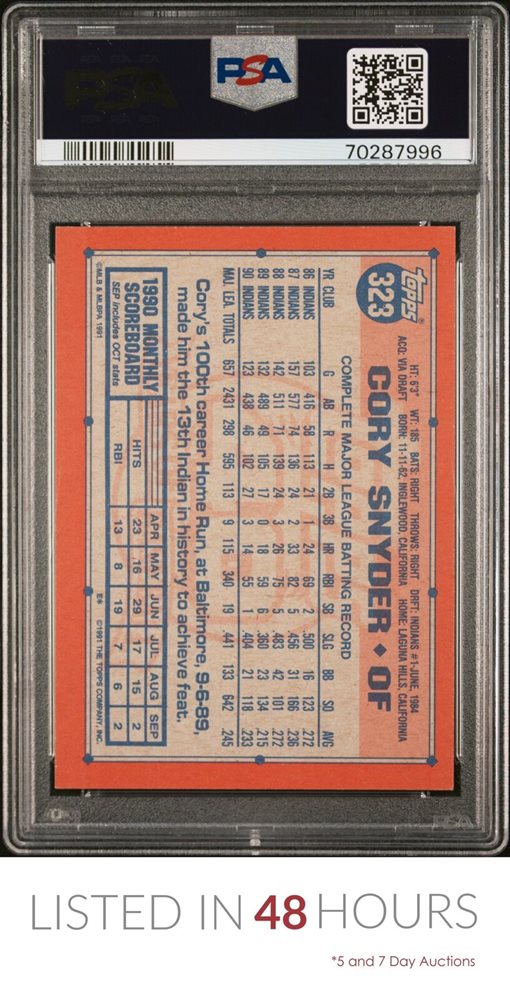 PSA
PSA
70287996
topps®
323
CORY SNYDER ◆ OF
HT: 6'3" WT: 185 BATS: RIGHT THROWS: RIGHT DRFT: INDIANS #1-JUNE, 1984
ACQ: VIA DRAFT BORN: 11-11-62, INGLEWOOD, CALIFORNIA HOME: LAGUNA HILLS, CALIFORNIA
COMPLETE MAJOR LEAGUE BATTING RECORD
YR CLUB G AB R H 2B 3B HR RBI SB SLG BB SO AVG
86 INDIANS 103 416 58 113 21 1 24 69 2 .500 16 123 .272
87 INDIANS 157 577 74 136 24 2 33 82 5 .456 31 166 .236
88 INDIANS 142 511 71 139 24 3 26 75 5 .483 42 101 .272
89 INDIANS 132 489 49 105 17 0 18 59 6 .360 23 134 .215
90 INDIANS 123 438 46 102 27 3 14 55 1 .404 21 118 .233
MAJ. LEA. TOTALS 657 2431 298 595 113 9 115 340 19 .441 133 642 .245
Cory's 100th career Home Run, at Baltimore, 9-6-89,
made him the 13th Indian in history to achieve feat.
1990 MONTHLY
SCOREBOARD
SEP includes OCT stats
APR MAY JUN JUL AUG SEP
HITS 23 16 29 17 15 2
RBI 13 8 19 7 6 2
©MLB & MLBPA 1991
E* ©1991 THE TOPPS COMPANY, INC.
PSA
LISTED IN 48 HOURS
*5 and 7 Day Auctions